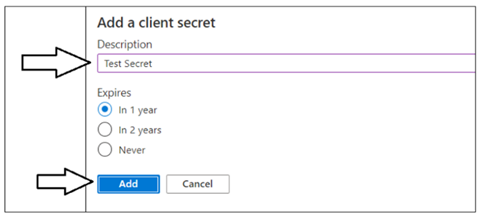 Add a client secret
Description
Test Secret
Expires
In 1 year
In 2 years
Never
Add Cancel